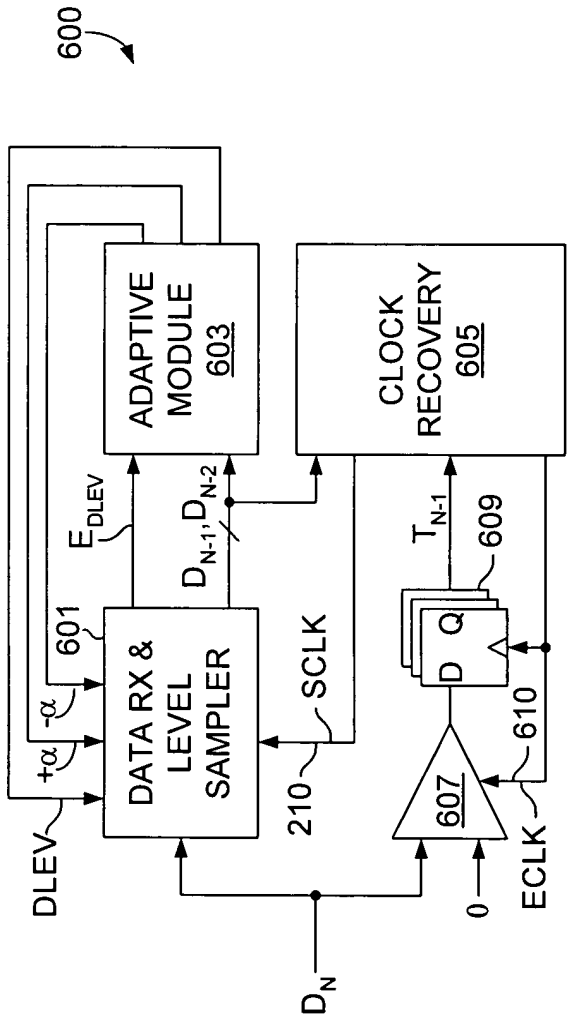 600
DLEV
+α
-α
601
DATA RX &
LEVEL
SAMPLER
E_DLEV
D_N-1, D_N-2
ADAPTIVE
MODULE
603
D_N
210
SCLK
CLOCK
RECOVERY
605
0
607
D Q
T_N-1
609
ECLK
610